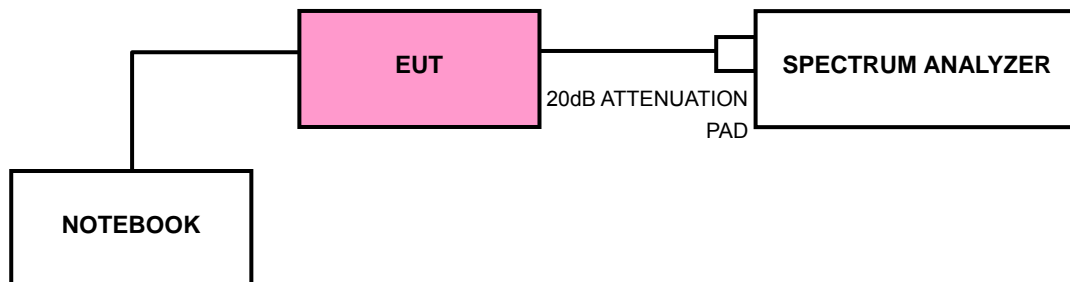 EUT
SPECTRUM ANALYZER
20dB ATTENUATION
PAD
NOTEBOOK